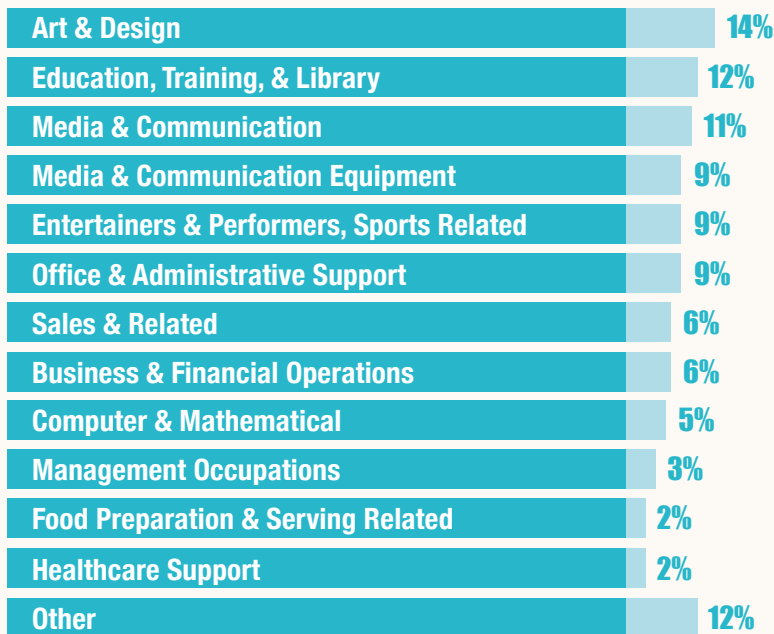 Art & Design 14%
Education, Training, & Library 12%
Media & Communication 11%
Media & Communication Equipment 9%
Entertainers & Performers, Sports Related 9%
Office & Administrative Support 9%
Sales & Related 6%
Business & Financial Operations 6%
Computer & Mathematical 5%
Management Occupations 3%
Food Preparation & Serving Related 2%
Healthcare Support 2%
Other 12%